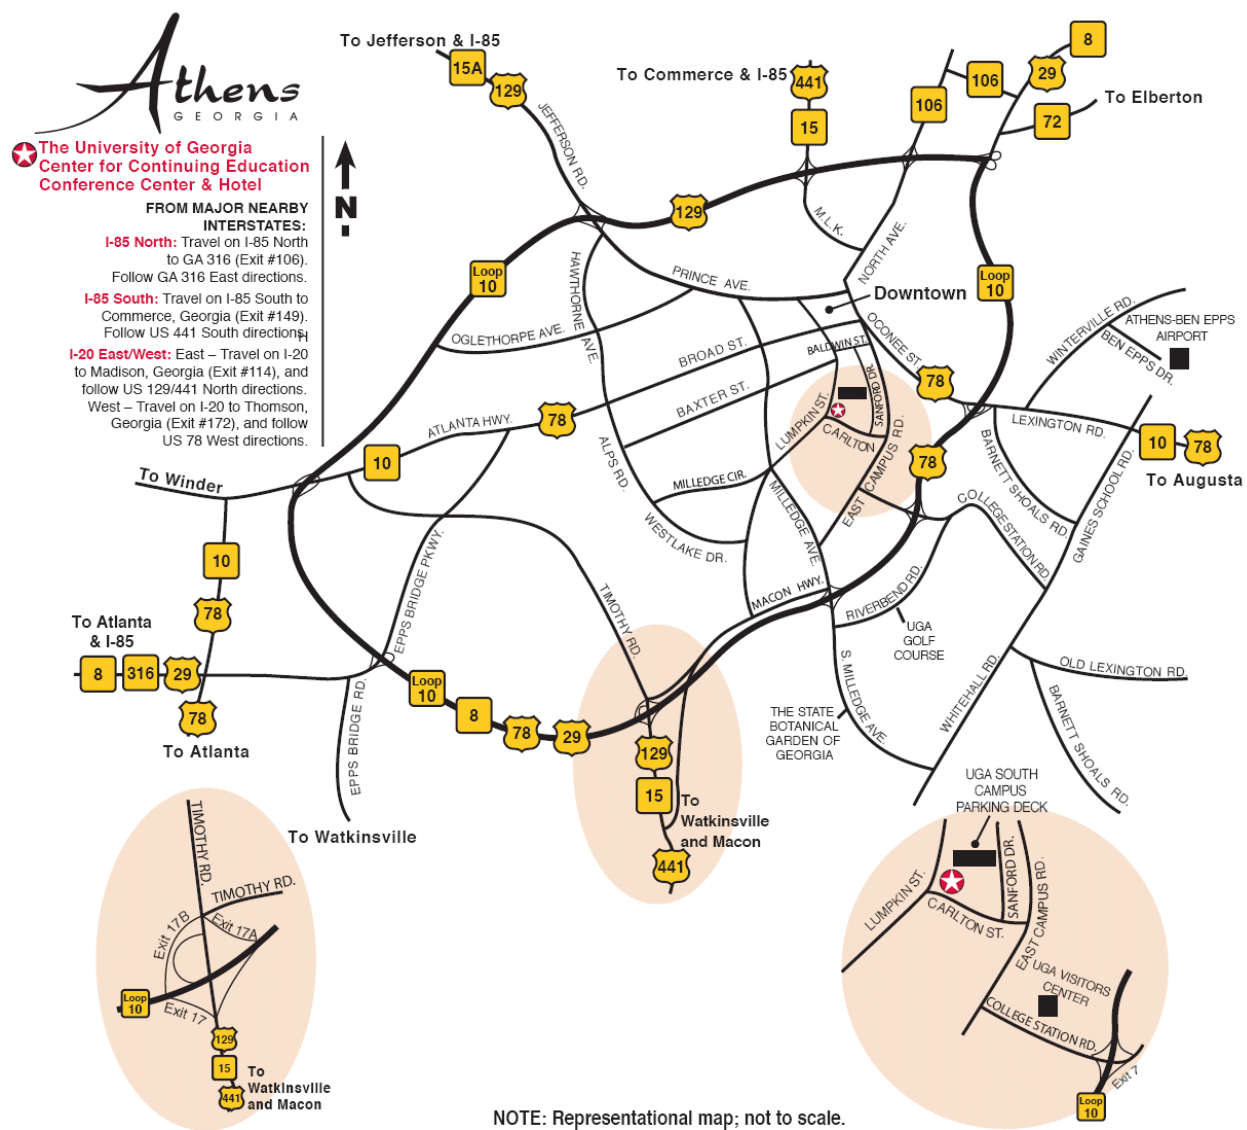 Athens
GEORGIA
The University of Georgia
Center for Continuing Education
Conference Center & Hotel
FROM MAJOR NEARBY
INTERSTATES:
I-85 North: Travel on I-85 North
to GA 316 (Exit #106).
Follow GA 316 East directions.
I-85 South: Travel on I-85 South to
Commerce, Georgia (Exit #149).
Follow US 441 South directions.
H
I-20 East/West: East – Travel on I-20
to Madison, Georgia (Exit #114), and
follow US 129/441 North directions.
West – Travel on I-20 to Thomson,
Georgia (Exit #172), and follow
US 78 West directions.
N
To Jefferson & I-85
15A
129
JEFFERSON RD.
To Commerce & I-85
441
15
106
106
8
29
72
To Elberton
129
M.L.K.
NORTH AVE.
Loop
10
Loop
10
HAWTHORNE AVE.
PRINCE AVE.
Downtown
OGLETHORPE AVE.
BROAD ST.
BALDWIN ST.
OCONEE ST.
WINTERVILLE RD.
ATHENS-BEN EPPS
AIRPORT
BEN EPPS DR.
78
BAXTER ST.
LUMPKIN ST.
SANFORD DR.
CARLTON
EAST CAMPUS RD.
ATLANTA HWY.
78
10
ALPS RD.
LEXINGTON RD.
10
78
To Augusta
78
BARNETT SHOALS RD.
GAINES SCHOOL RD.
COLLEGE STATION RD.
To Winder
MILLEDGE CIR.
MILLEDGE AVE.
WESTLAKE DR.
10
78
EPPS BRIDGE PKWY.
TIMOTHY RD.
MACON HWY.
RIVERBEND RD.
UGA
GOLF
COURSE
To Atlanta
& I-85
8
316
29
78
To Atlanta
EPPS BRIDGE RD.
Loop
10
8
78
29
S. MILLEDGE AVE.
WHITEHALL RD.
OLD LEXINGTON RD.
BARNETT SHOALS RD.
THE STATE
BOTANICAL
GARDEN OF
GEORGIA
129
15
441
To
Watkinsville
and Macon
To Watkinsville
TIMOTHY RD.
TIMOTHY RD.
Exit 17B
Exit 17A
Loop
10
Exit 17
129
15
441
To
Watkinsville
and Macon
UGA SOUTH
CAMPUS
PARKING DECK
LUMPKIN ST.
SANFORD DR.
CARLTON ST.
EAST CAMPUS RD.
UGA VISITORS
CENTER
COLLEGE STATION RD.
Exit 7
Loop
10
NOTE: Representational map; not to scale.